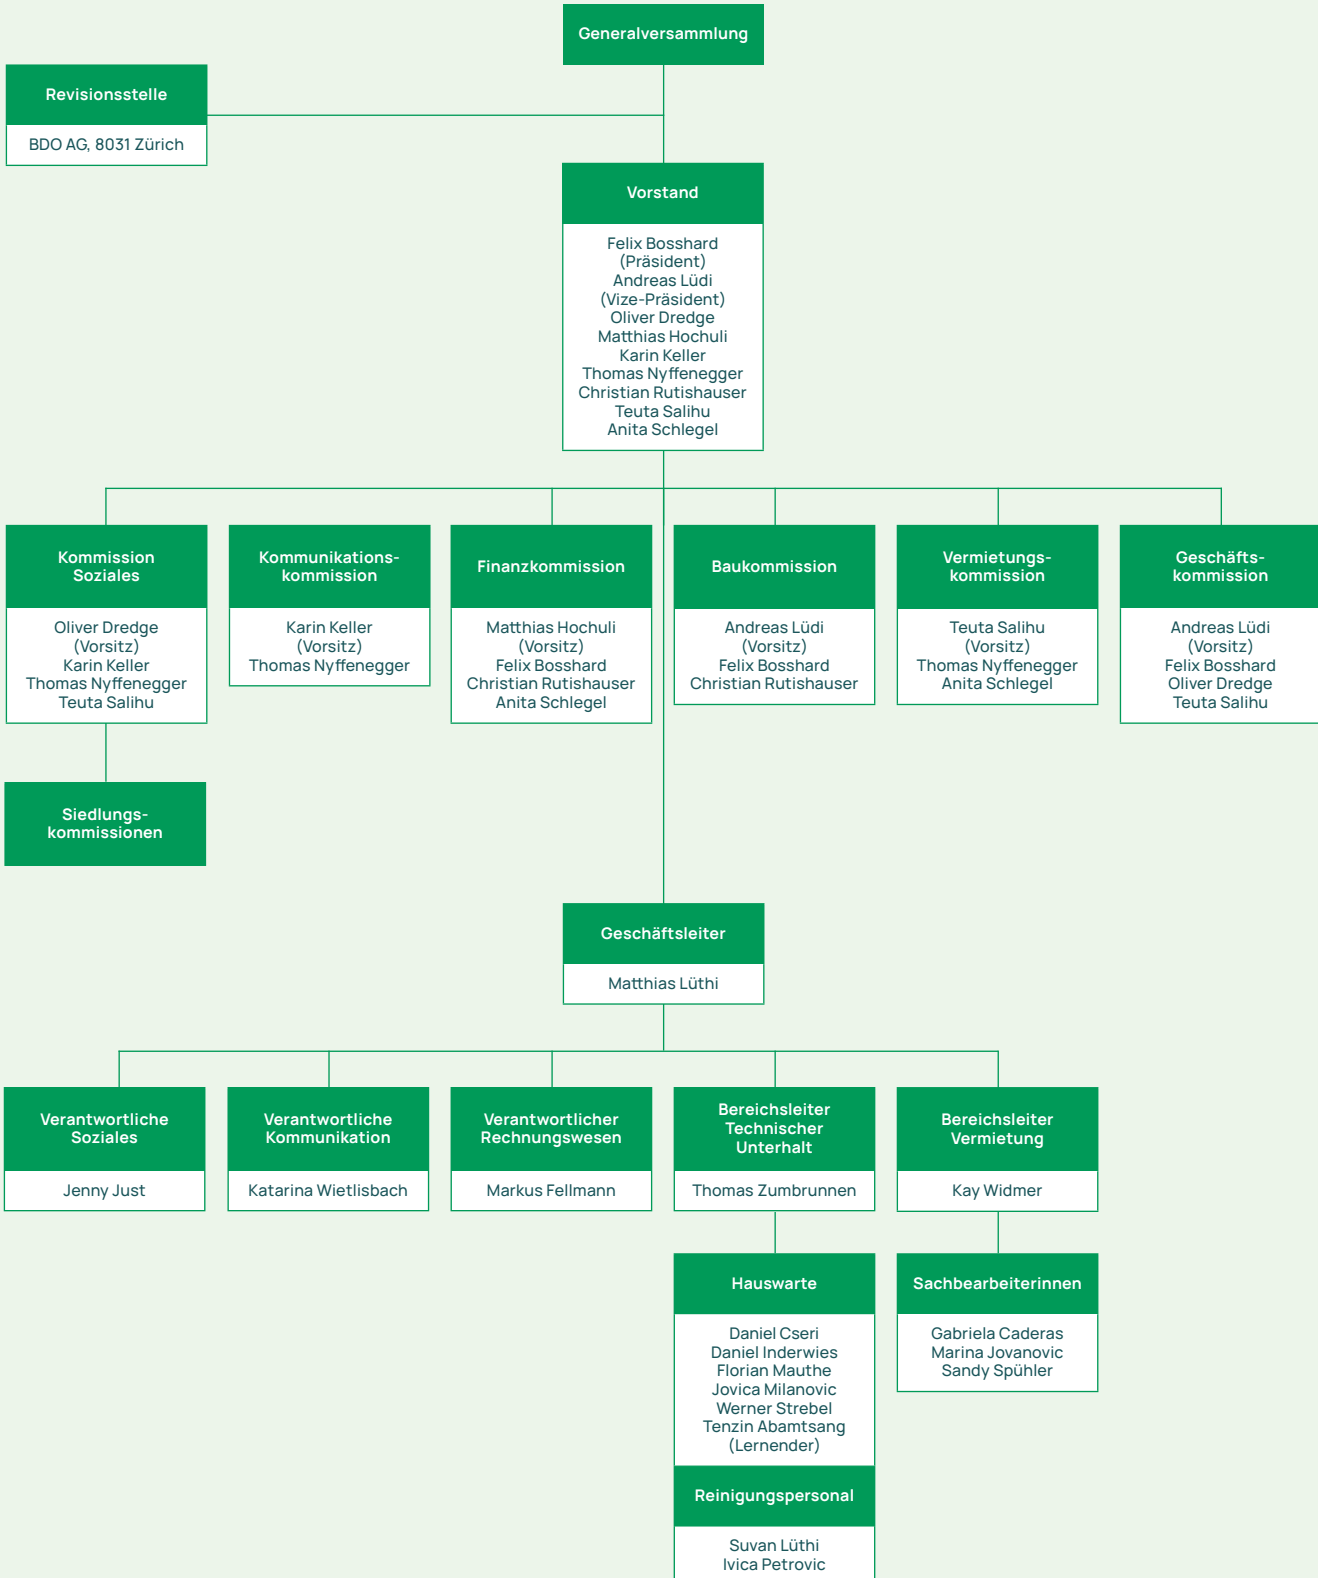 Generalversammlung
Revisionsstelle
BDO AG, 8031 Zürich
Vorstand
Felix Bosshard
(Präsident)
Andreas Lüdi
(Vize-Präsident)
Oliver Dredge
Matthias Hochuli
Karin Keller
Thomas Nyffenegger
Christian Rutishauser
Teuta Salihu
Anita Schlegel
Kommission
Soziales
Oliver Dredge
(Vorsitz)
Karin Keller
Thomas Nyffenegger
Teuta Salihu
Kommunikations-
kommission
Karin Keller
(Vorsitz)
Thomas Nyffenegger
Finanzkommission
Matthias Hochuli
(Vorsitz)
Felix Bosshard
Christian Rutishauser
Anita Schlegel
Baukommission
Andreas Lüdi
(Vorsitz)
Felix Bosshard
Christian Rutishauser
Vermietungs-
kommission
Teuta Salihu
(Vorsitz)
Thomas Nyffenegger
Anita Schlegel
Geschäfts-
kommission
Andreas Lüdi
(Vorsitz)
Felix Bosshard
Oliver Dredge
Teuta Salihu
Siedlungs-
kommissionen
Geschäftsleiter
Matthias Lüthi
Verantwortliche
Soziales
Jenny Just
Verantwortliche
Kommunikation
Katarina Wietlisbach
Verantwortlicher
Rechnungswesen
Markus Fellmann
Bereichsleiter
Technischer
Unterhalt
Thomas Zumbrunnen
Bereichsleiter
Vermietung
Kay Widmer
Hauswarte
Daniel Cseri
Daniel Inderwies
Florian Mauthe
Jovica Milanovic
Werner Strebel
Tenzin Abamtsang
(Lernender)
Sachbearbeiterinnen
Gabriela Caderas
Marina Jovanovic
Sandy Spühler
Reinigungspersonal
Suvan Lüthi
Ivica Petrovic